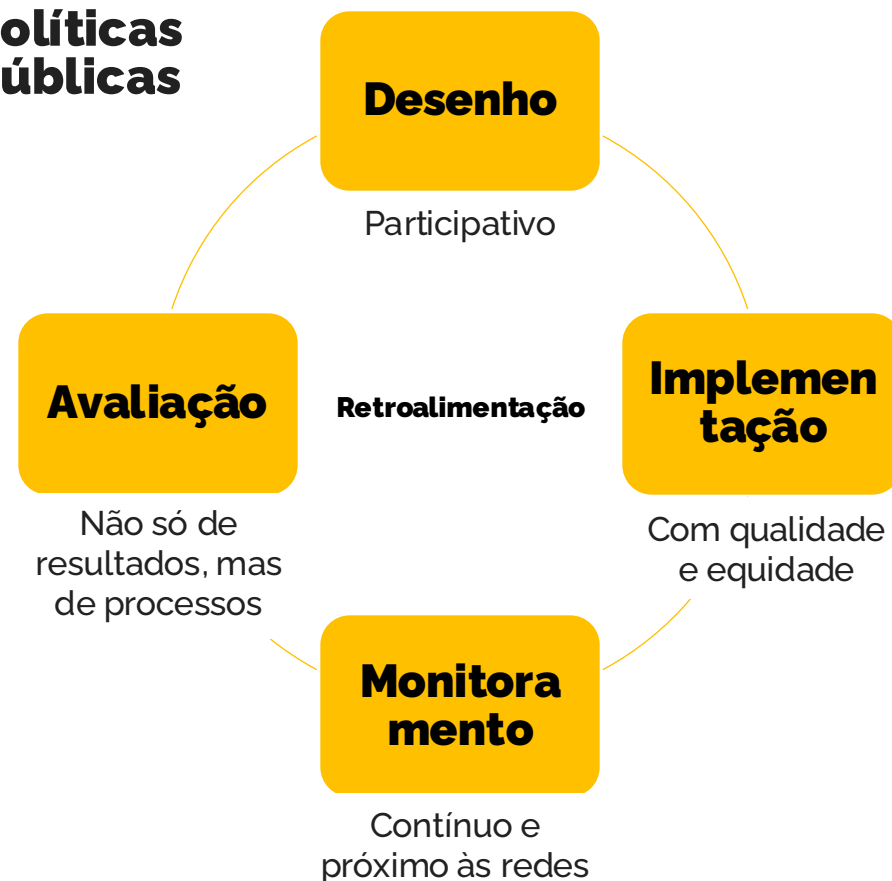 olíticas
úblicas
Desenho
Participativo
Avaliação
Retroalimentação
Implemen
tação
Não só de
resultados, mas
de processos
Com qualidade
e equidade
Monitora
mento
Contínuo e
próximo às redes